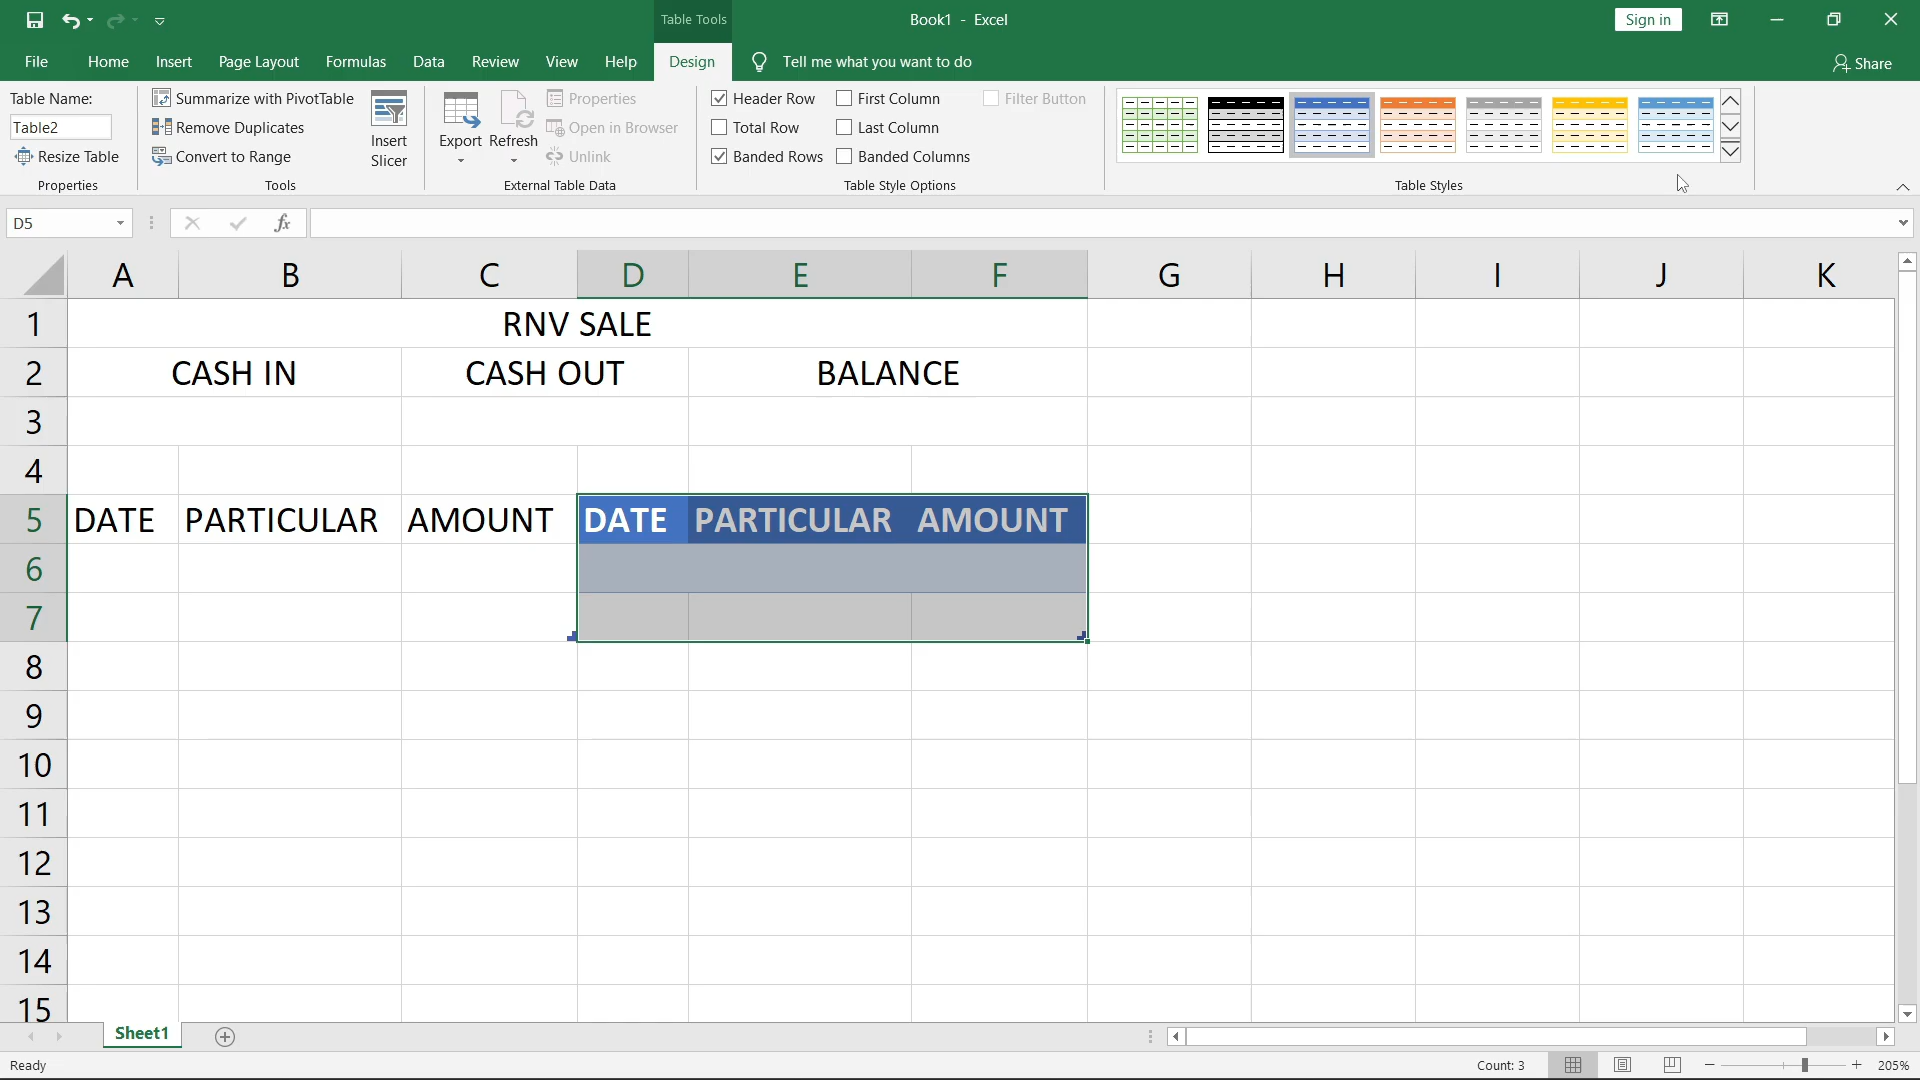 Table Tools
Book1 - Excel
Sign in
File
Home
Insert
Page Layout
Formulas
Data
Review
View
Help
Design
Tell me what you want to do
Share
Table Name:
Table2
Resize Table
Properties
Summarize with PivotTable
Remove Duplicates
Convert to Range
Tools
Insert
Slicer
Export
Refresh
Properties
Open in Browser
Unlink
External Table Data
Header Row
Total Row
Banded Rows
First Column
Last Column
Banded Columns
Filter Button
Table Style Options
Table Styles
D5
fx
A B C D E F G H I J K
1 RNV SALE
2 CASH IN CASH OUT BALANCE
3
4
5 DATE PARTICULAR AMOUNT DATE PARTICULAR AMOUNT
6
7
8
9
10
11
12
13
14
15
Sheet1
Ready
Count: 3
205%